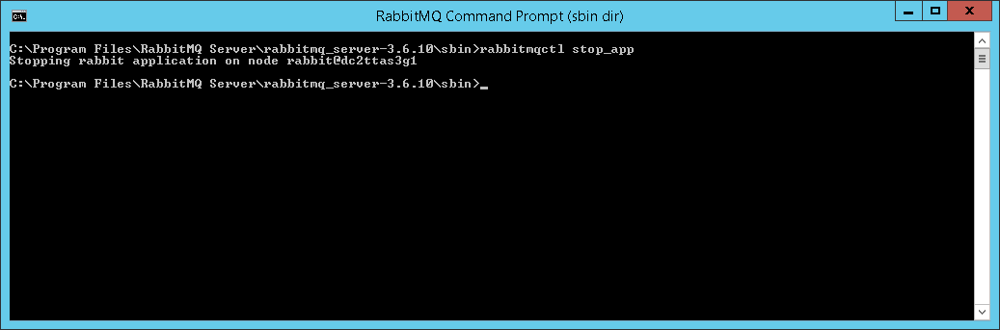 RabbitMQ Command Prompt (sbin dir)
C:\Program Files\RabbitMQ Server\rabbitmq_server-3.6.10\sbin>rabbitmqctl stop_app
Stopping rabbit application on node rabbit@dc2ttas3g1
C:\Program Files\RabbitMQ Server\rabbitmq_server-3.6.10\sbin>_